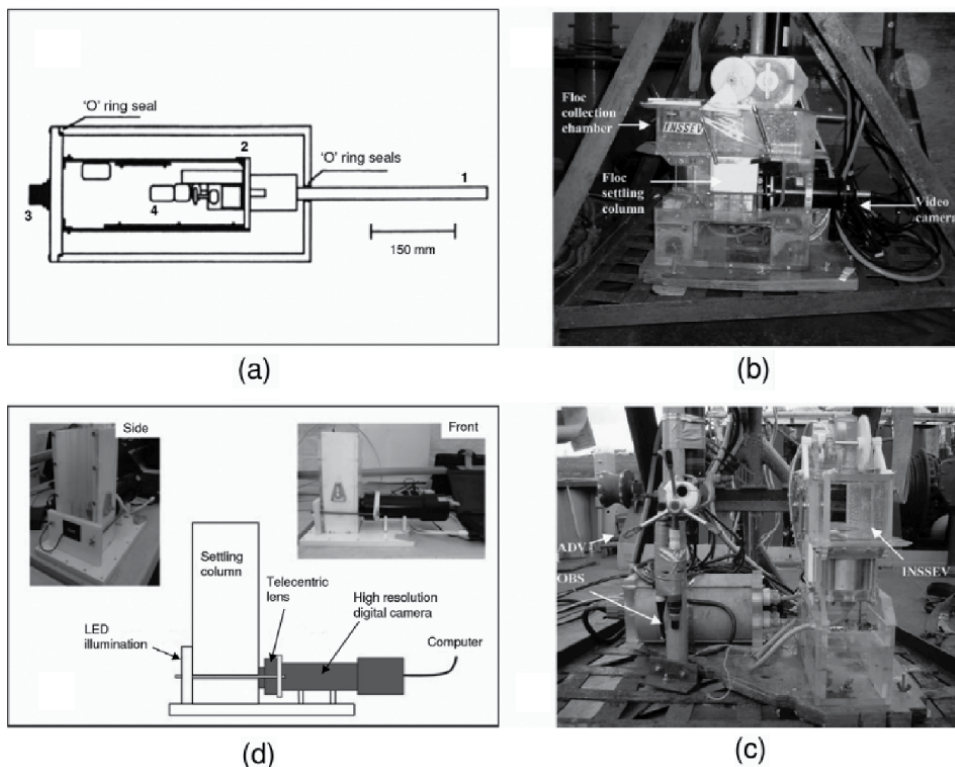 'O' ring seal
2
'O' ring seals
1
3
4
150 mm
(a)
Floc
collection
chamber
INSSEV
Floc
settling
column
Video
camera
(b)
Side
Front
Settling
column
Telecentric
lens
High resolution
digital camera
LED
illumination
Computer
(d)
ADV
OBS
INSSEV
(c)